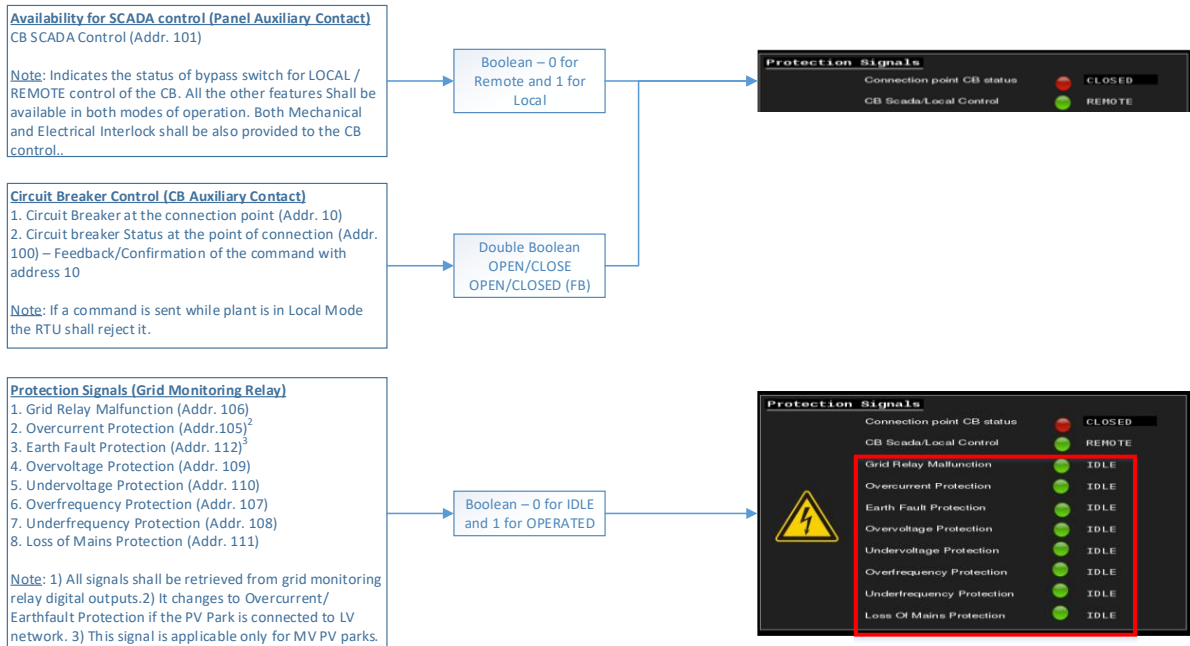 Availability for SCADA control (Panel Auxiliary Contact)
CB SCADA Control (Addr. 101)
Note: Indicates the status of bypass switch for LOCAL /
REMOTE control of the CB. All the other features Shall be
available in both modes of operation. Both Mechanical
and Electrical Interlock shall be also provided to the CB
control..
Boolean – 0 for
Remote and 1 for
Local
Protection Signals
Connection point CB status CLOSED
CB Scada/Local Control REMOTE
Circuit Breaker Control (CB Auxiliary Contact)
1. Circuit Breaker at the connection point (Addr. 10)
2. Circuit breaker Status at the point of connection (Addr.
100) – Feedback/Confirmation of the command with
address 10
Note: If a command is sent while plant is in Local Mode
the RTU shall reject it.
Double Boolean
OPEN/CLOSE
OPEN/CLOSED (FB)
Protection Signals (Grid Monitoring Relay)
1. Grid Relay Malfunction (Addr. 106)
2. Overcurrent Protection (Addr.105)2
3. Earth Fault Protection (Addr. 112)3
4. Overvoltage Protection (Addr. 109)
5. Undervoltage Protection (Addr. 110)
6. Overfrequency Protection (Addr. 107)
7. Underfrequency Protection (Addr. 108)
8. Loss of Mains Protection (Addr. 111)
Note: 1) All signals shall be retrieved from grid monitoring
relay digital outputs.2) It changes to Overcurrent/
Earthfault Protection if the PV Park is connected to LV
network. 3) This signal is applicable only for MV PV parks.
Boolean – 0 for IDLE
and 1 for OPERATED
Protection Signals
Connection point CB status CLOSED
CB Scada/Local Control REMOTE
Grid Relay Malfunction IDLE
Overcurrent Protection IDLE
Earth Fault Protection IDLE
Overvoltage Protection IDLE
Undervoltage Protection IDLE
Overfrequency Protection IDLE
Underfrequency Protection IDLE
Loss Of Mains Protection IDLE